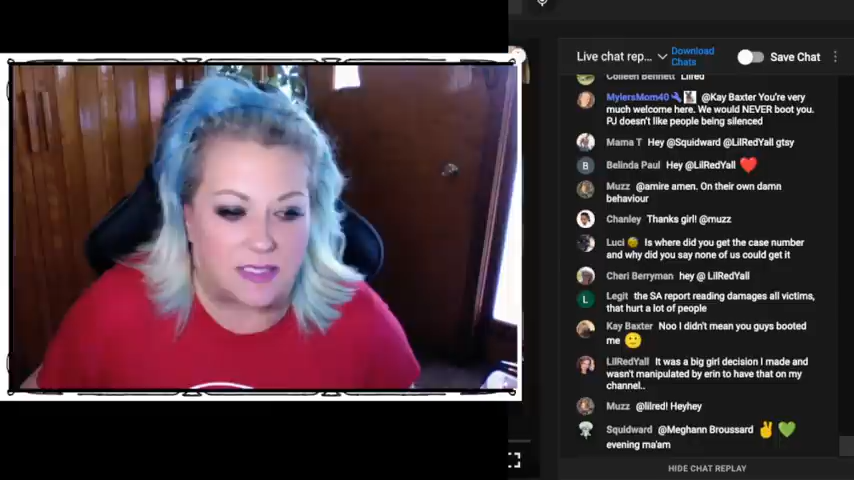 Live chat rep...
Download
Chats
Save Chat
Colleen Bennett Lilred
MylersMom40 @Kay Baxter You're very
much welcome here. We would NEVER boot you.
PJ doesn't like people being silenced
Mama T Hey @Squidward @LilRedYall gtsy
B
Belinda Paul Hey @LilRedYall ❤️
Muzz @amire amen. On their own damn
behaviour
Chanley Thanks girl! @muzz
Luci Is where did you get the case number
and why did you say none of us could get it
Cheri Berryman hey @ LilRedYall
L
Legit the SA report reading damages all victims,
that hurt a lot of people
Kay Baxter Noo I didn't mean you guys booted
me 🙂
LilRedYall It was a big girl decision I made and
wasn't manipulated by erin to have that on my
channel..
Muzz @lilred! Heyhey
Squidward @Meghann Broussard ✌️💚
evening ma'am
HIDE CHAT REPLAY